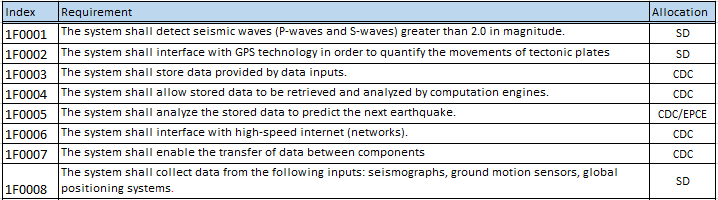 Index Requirement Allocation
1F0001 The system shall detect seismic waves (P-waves and S-waves) greater than 2.0 in magnitude. SD
1F0002 The system shall interface with GPS technology in order to quantify the movements of tectonic plates SD
1F0003 The system shall store data provided by data inputs. CDC
1F0004 The system shall allow stored data to be retrieved and analyzed by computation engines. CDC
1F0005 The system shall analyze the stored data to predict the next earthquake. CDC/EPCE
1F0006 The system shall interface with high-speed internet (networks). CDC
1F0007 The system shall enable the transfer of data between components CDC
The system shall collect data from the following inputs: seismographs, ground motion sensors, global
1F0008 positioning systems. SD